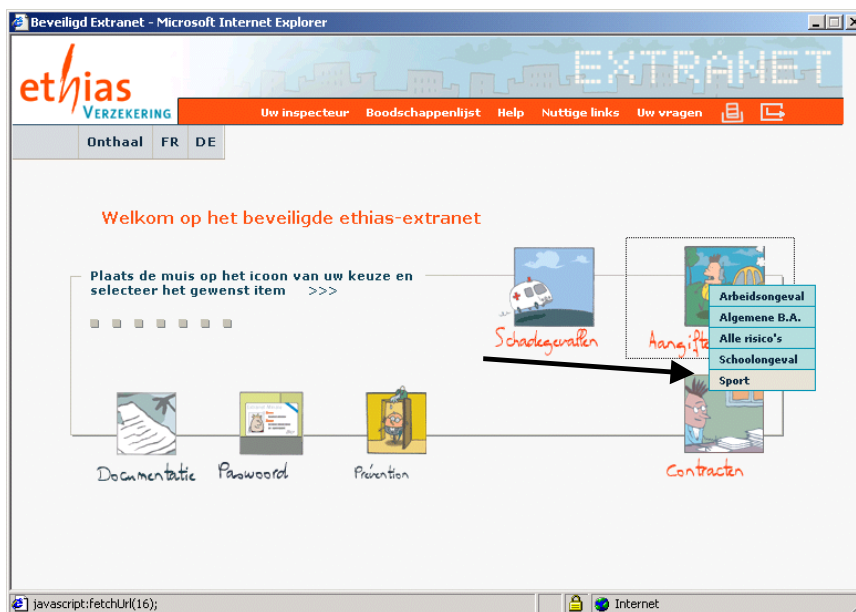 Beveiligd Extranet - Microsoft Internet Explorer
EXTRANET
ethias
VERZEKERING
Uw inspecteur Boodschappenlijst Help Nuttige links Uw vragen
Onthaal FR DE
Welkom op het beveiligde ethias-extranet
Plaats de muis op het icoon van uw keuze en
selecteer het gewenst item >>>
Schadegevallen
Aangifte
Arbeidsongeval
Algemene B.A.
Alle risico's
Schoolongeval
Sport
Documentatie
Paswoord
Prévention
Contracten
javascript:fetchUrl(16);
Internet